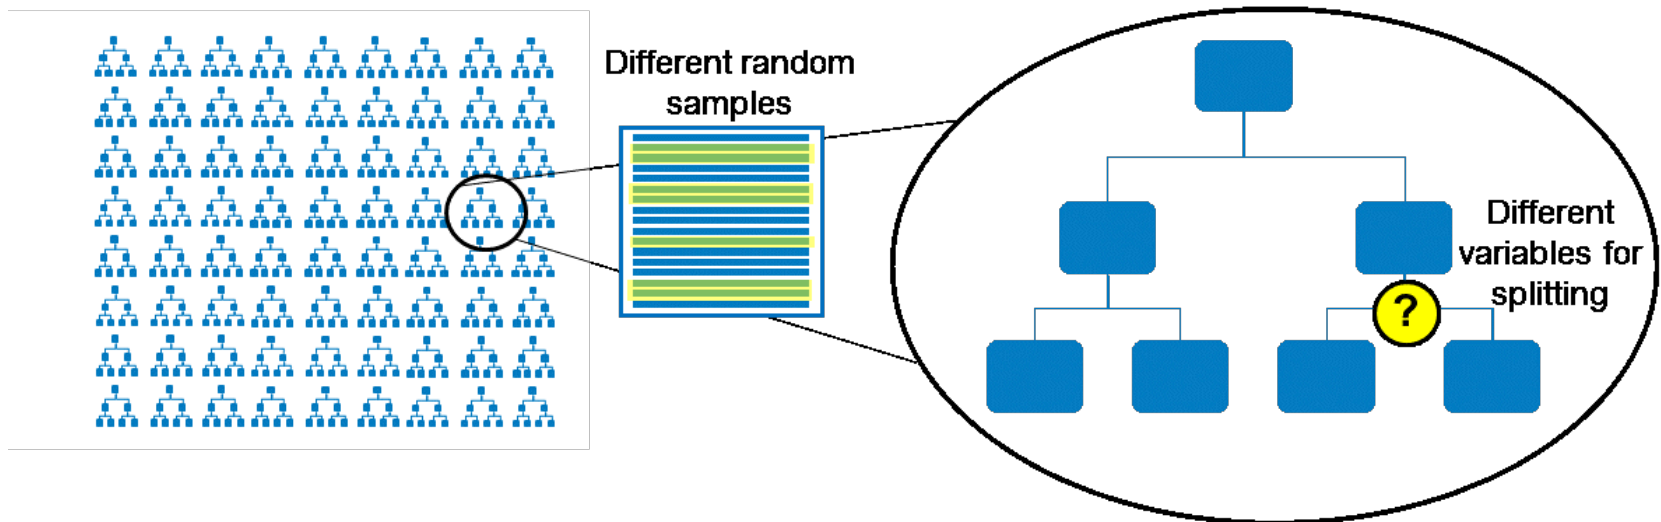 Different random
samples
Different
variables for
splitting
?